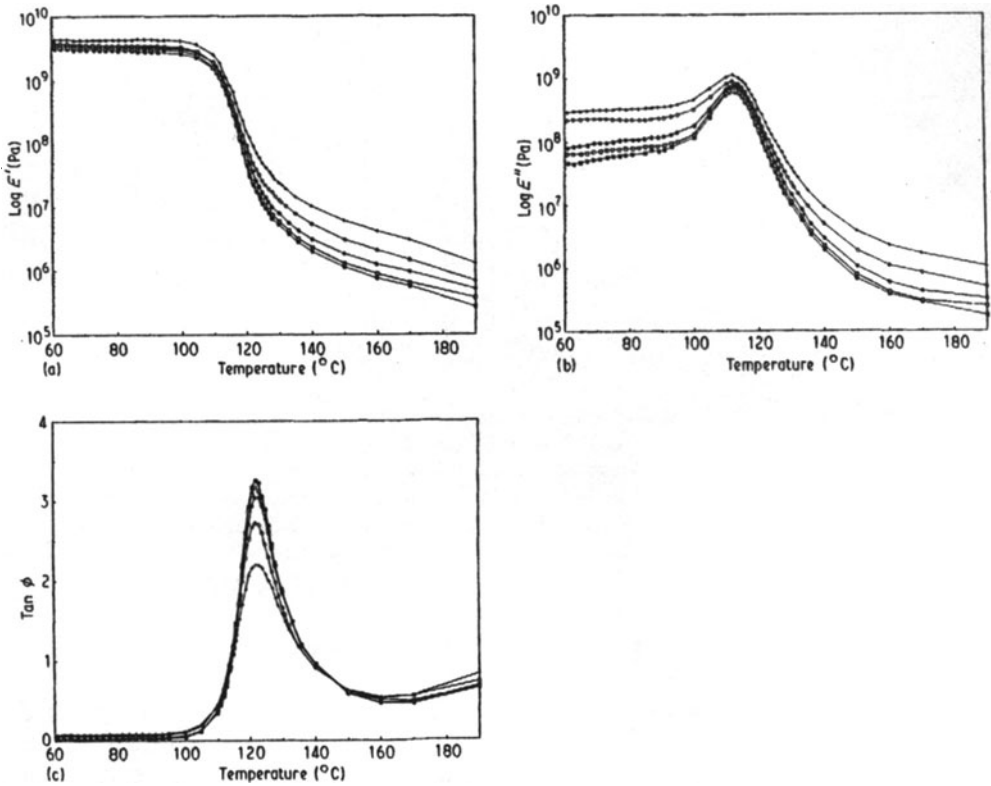 10¹⁰
10⁹
10⁸
10⁷
10⁶
10⁵
Log E′(Pa)
60 80 100 120 140 160 180
(a) Temperature (°C)
10¹⁰
10⁹
10⁸
10⁷
10⁶
10⁵
Log E″(Pa)
60 80 100 120 140 160 180
(b) Temperature (°C)
4
3
2
1
0
Tan ϕ
60 80 100 120 140 160 180
(c) Temperature (°C)